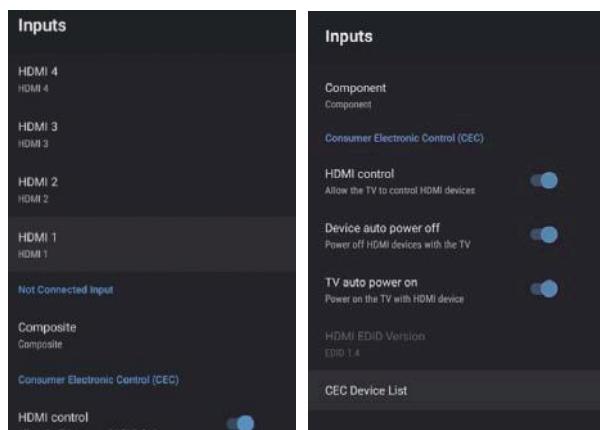 Inputs
HDMI 4
HDMI 4
HDMI 3
HDMI 3
HDMI 2
HDMI 2
HDMI 1
HDMI 1
Not Connected Input
Composite
Composite
Consumer Electronic Control (CEC)
HDMI control
Inputs
Component
Component
Consumer Electronic Control (CEC)
HDMI control
Allow the TV to control HDMI devices
Device auto power off
Power off HDMI devices with the TV
TV auto power on
Power on the TV with HDMI device
HDMI EDID Version
EDID 1.4
CEC Device List